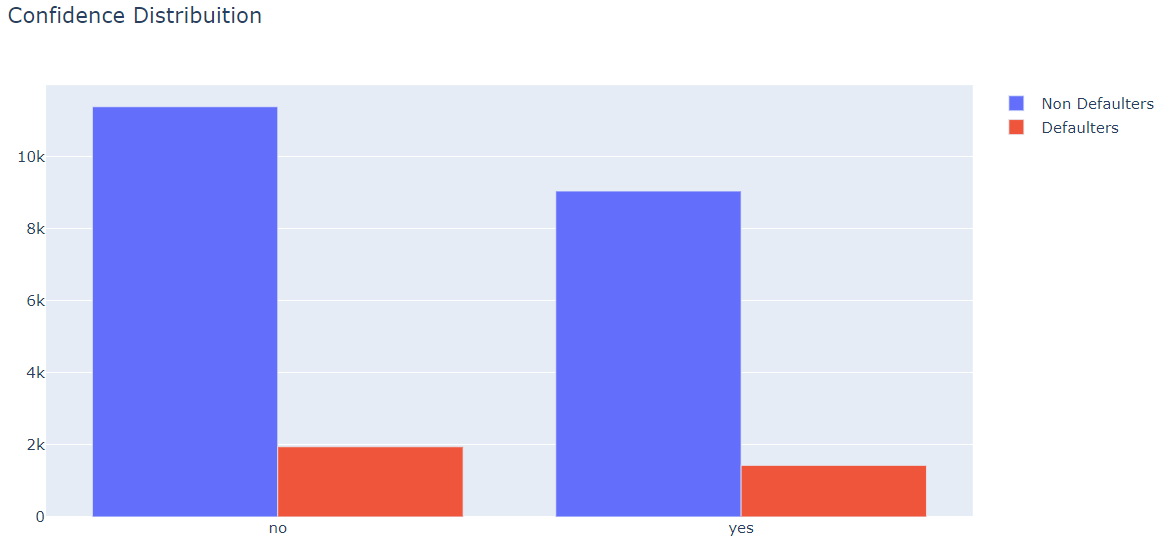 Confidence Distribuition
Non Defaulters
Defaulters
10k
8k
6k
4k
2k
0
no
yes